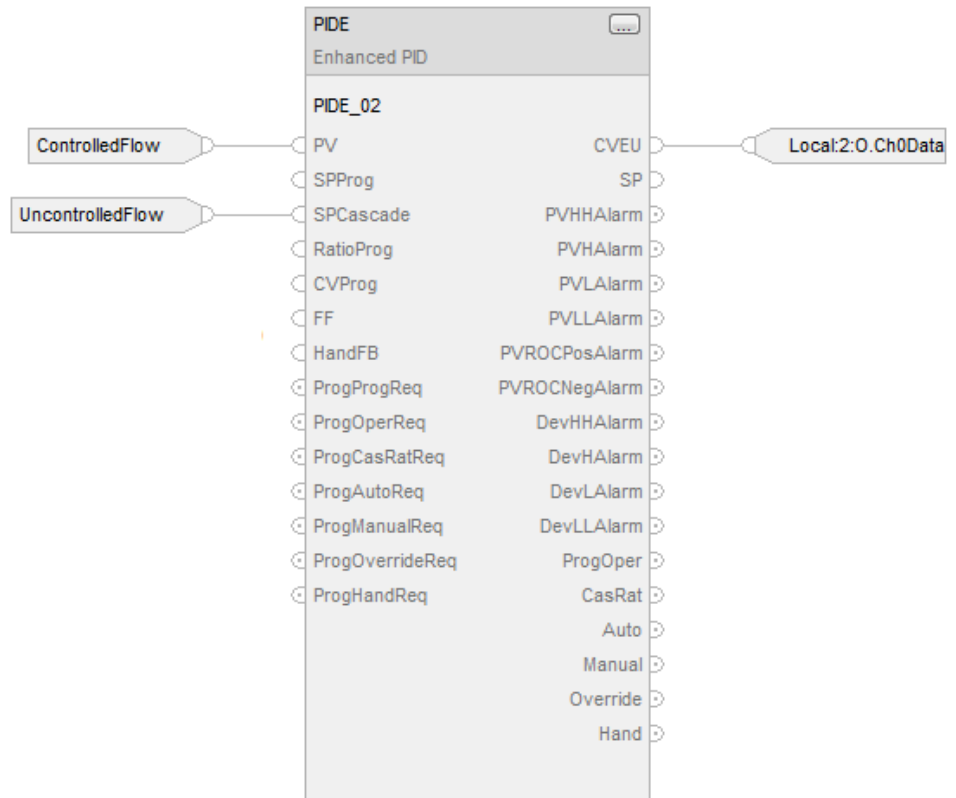 PIDE
...
Enhanced PID
PIDE_02
ControlledFlow PV CVEU Local:2:O.Ch0Data
SPProg SP
UncontrolledFlow SPCascade PVHHAlarm
RatioProg PVHAlarm
CVProg PVLAlarm
FF PVLLAlarm
HandFB PVROCPosAlarm
ProgProgReq PVROCNegAlarm
ProgOperReq DevHHAlarm
ProgCasRatReq DevHAlarm
ProgAutoReq DevLAlarm
ProgManualReq DevLLAlarm
ProgOverrideReq ProgOper
ProgHandReq CasRat
Auto
Manual
Override
Hand